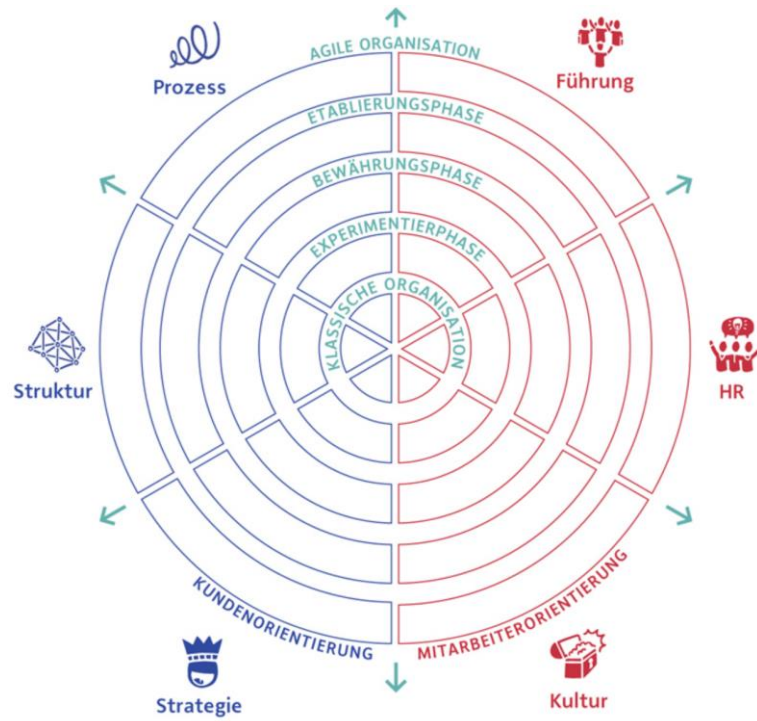 AGILE ORGANISATION
Prozess
Führung
ETABLIERUNGSPHASE
BEWÄHRUNGSPHASE
EXPERIMENTIERPHASE
KLASSISCHE ORGANISATION
Struktur
HR
KUNDENORIENTIERUNG
MITARBEITERORIENTIERUNG
Strategie
Kultur